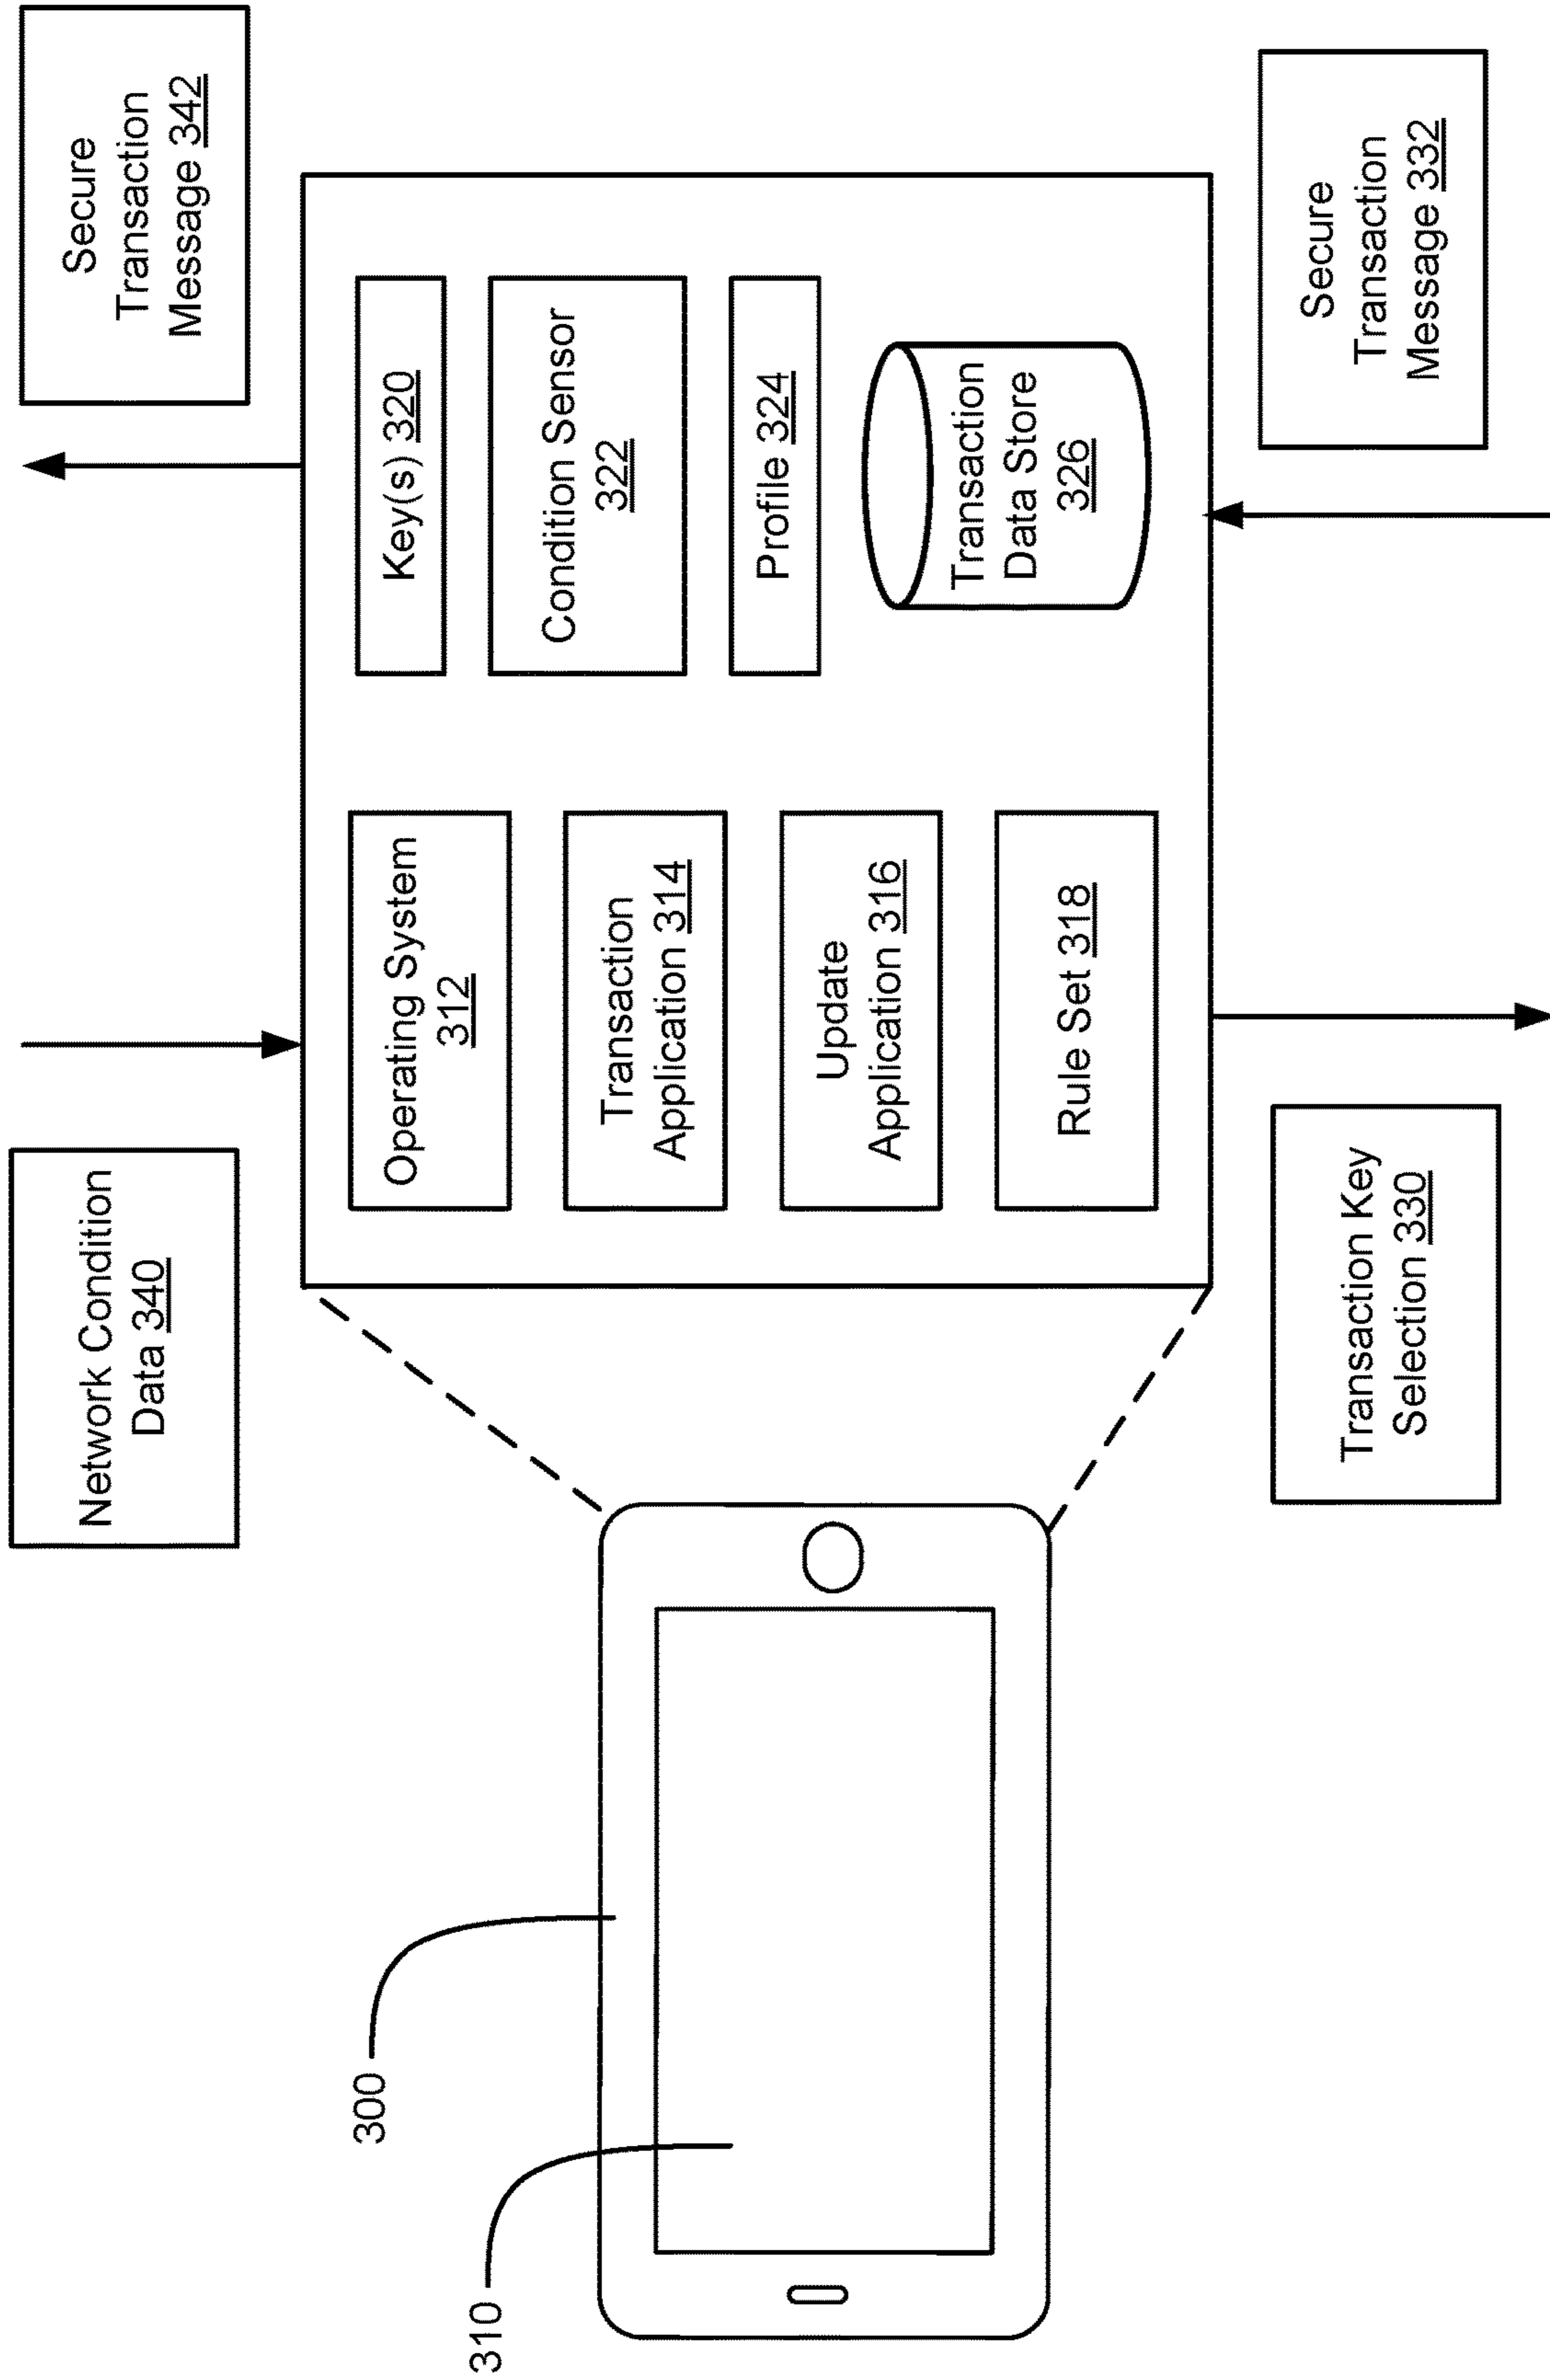 300
310
Network Condition
Data 340
Secure
Transaction
Message 342
Operating System
312
Transaction
Application 314
Update
Application 316
Rule Set 318
Key(s) 320
Condition Sensor
322
Profile 324
Transaction
Data Store
326
Transaction Key
Selection 330
Secure
Transaction
Message 332